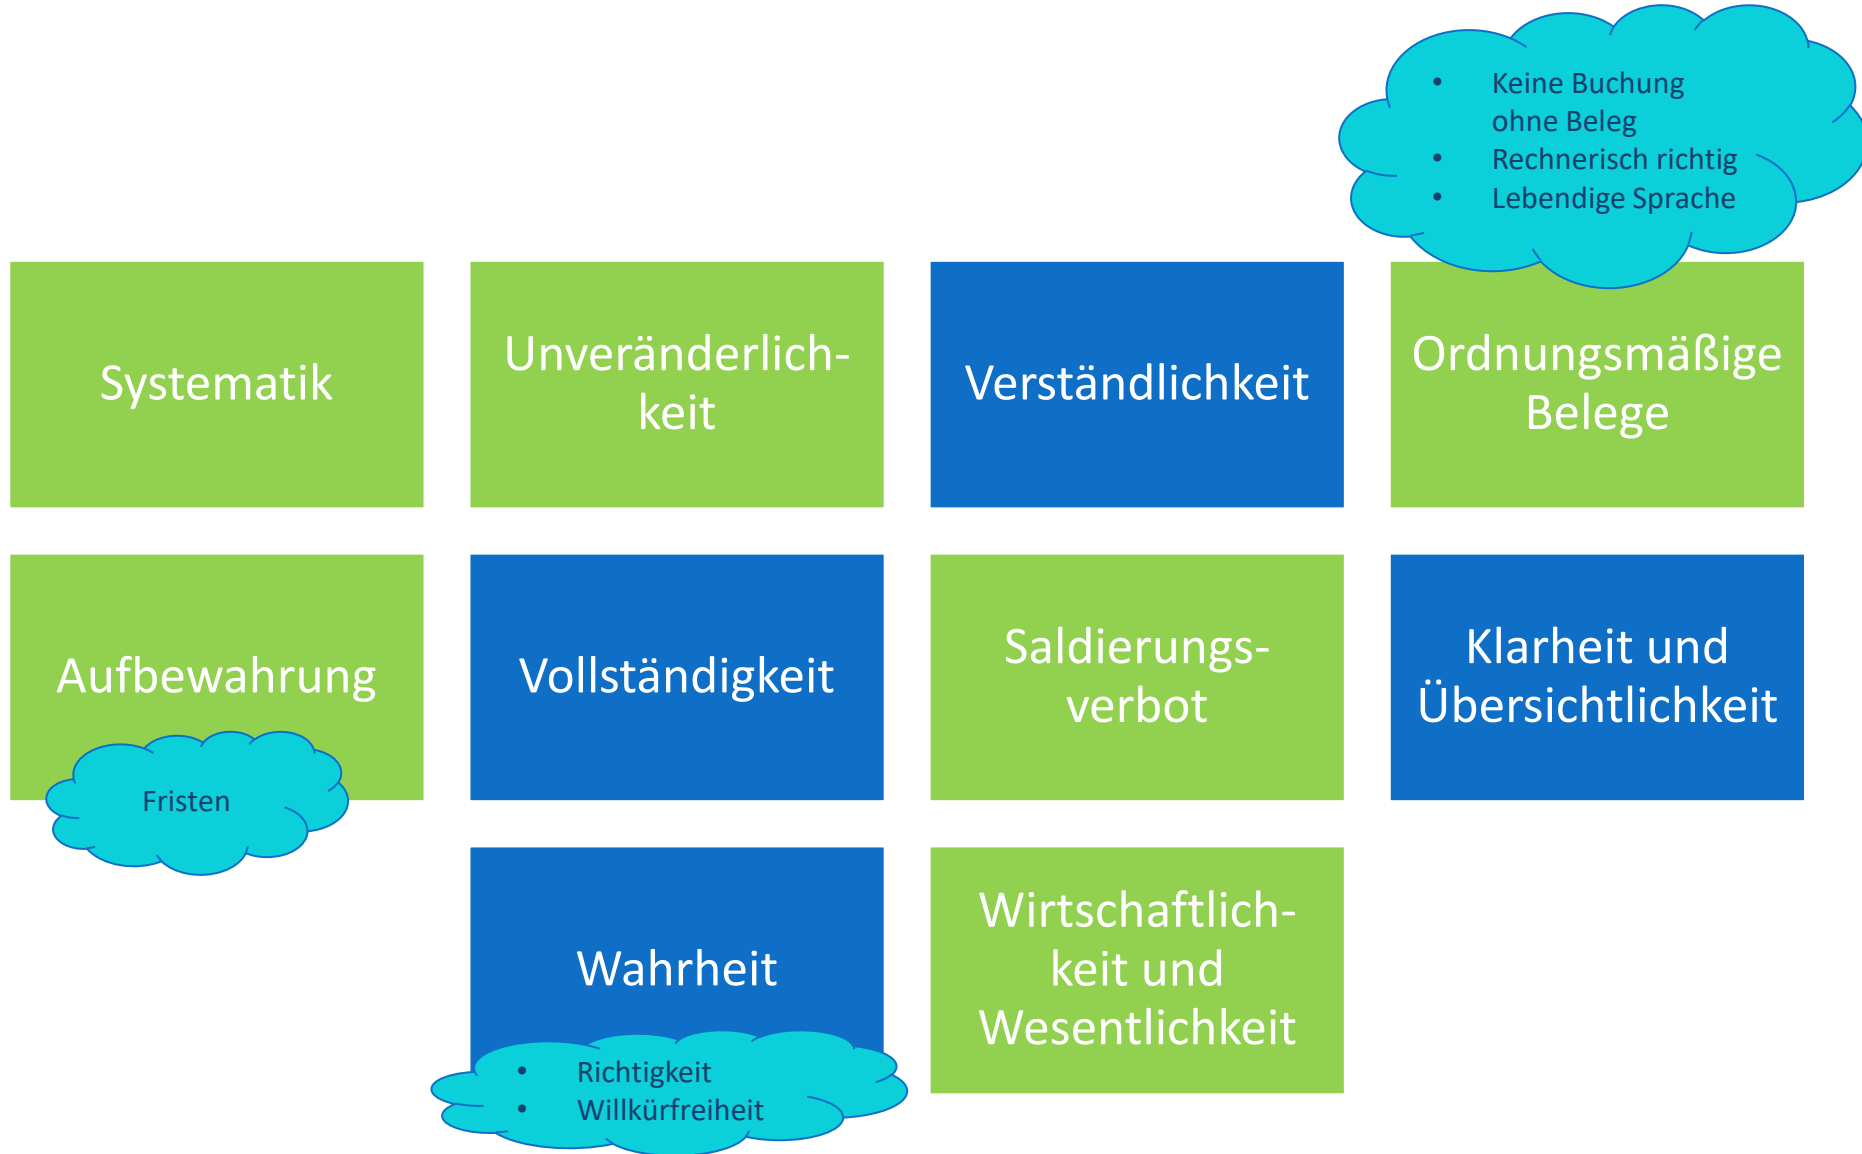 • Keine Buchung
ohne Beleg
• Rechnerisch richtig
• Lebendige Sprache
Systematik
Unveränderlich-
keit
Verständlichkeit
Ordnungsmäßige
Belege
Aufbewahrung
Fristen
Vollständigkeit
Saldierungs-
verbot
Klarheit und
Übersichtlichkeit
Wahrheit
• Richtigkeit
• Willkürfreiheit
Wirtschaftlich-
keit und
Wesentlichkeit